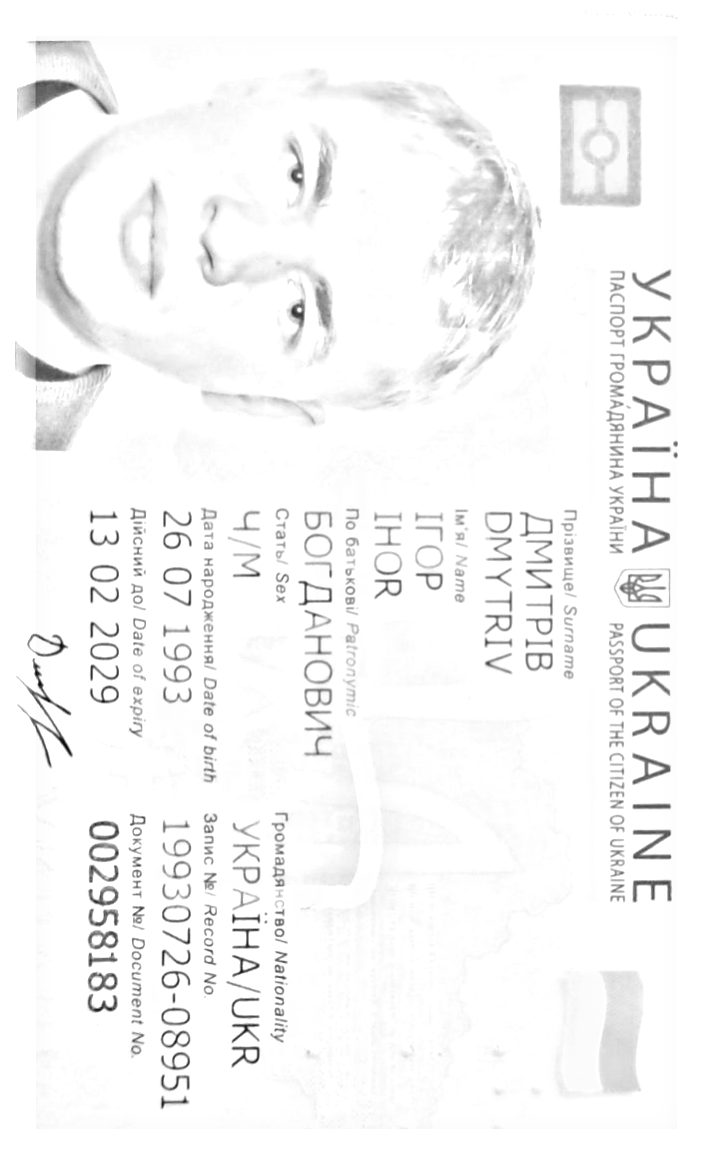 УКРАЇНА UKRAINE
ПАСПОРТ ГРОМАДЯНИНА УКРАЇНИ PASSPORT OF THE CITIZEN OF UKRAINE
Прізвище/ Surname
ДМИТРІВ
DMYTRIV
Ім'я/ Name
ІГОР
IHOR
По батькові/ Patronymic
БОГДАНОВИЧ
Стать/ Sex
Ч/M
Громадянство/ Nationality
УКРАЇНА/UKR
Дата народження/ Date of birth
26 07 1993
Запис №/ Record No.
19930726-08951
Дійсний до/ Date of expiry
13 02 2029
Документ №/ Document No.
002958183